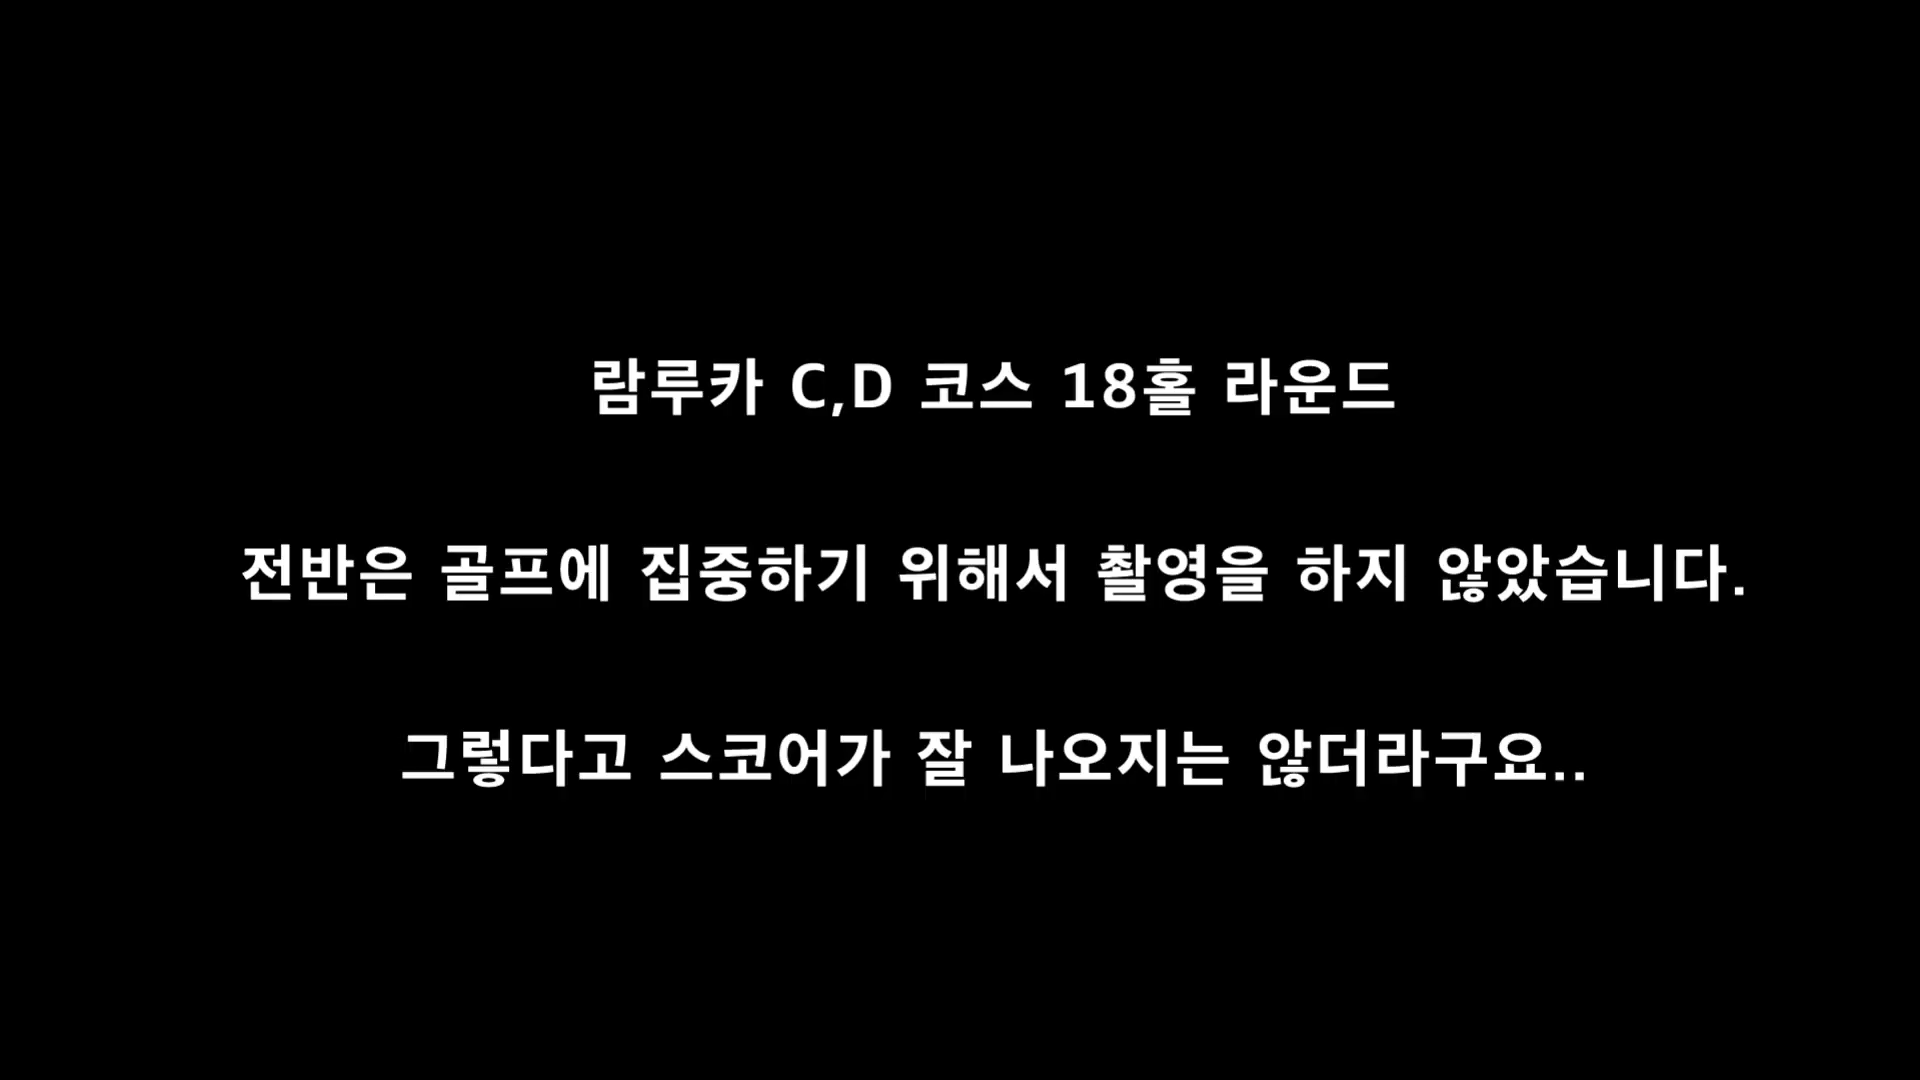 람루카 C,D 코스 18홀 라운드
전반은 골프에 집중하기 위해서 촬영을 하지 않았습니다.
그렇다고 스코어가 잘 나오지는 않더라구요..